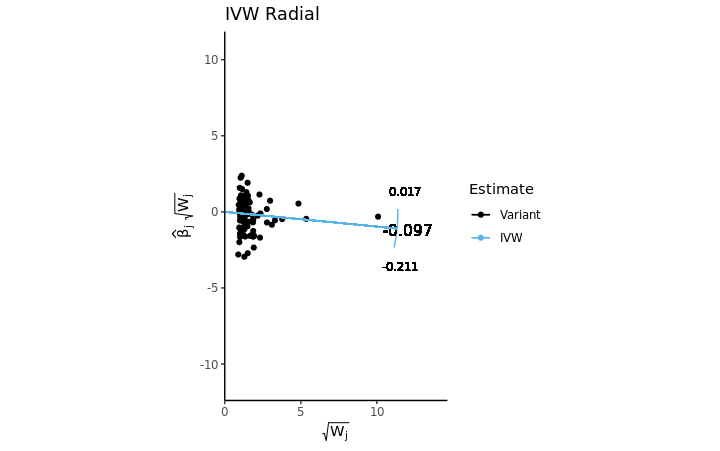 IVW Radial
10
5
0
-5
-10
β̂j √Wj
0.017
-0.097
-0.211
0
5
10
√Wj
Estimate
Variant
IVW